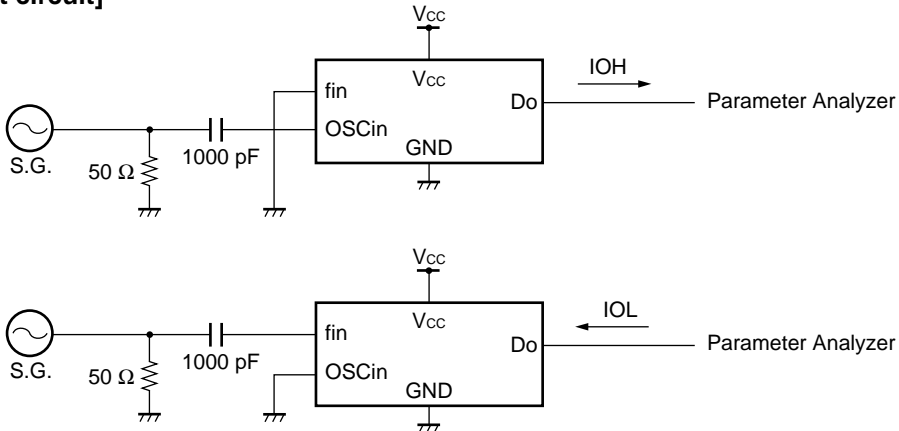 t circuit]
VCC
VCC
fin
IOH
Do
Parameter Analyzer
OSCin
GND
S.G.
50 Ω
1000 pF
VCC
VCC
fin
IOL
Do
Parameter Analyzer
OSCin
GND
S.G.
50 Ω
1000 pF